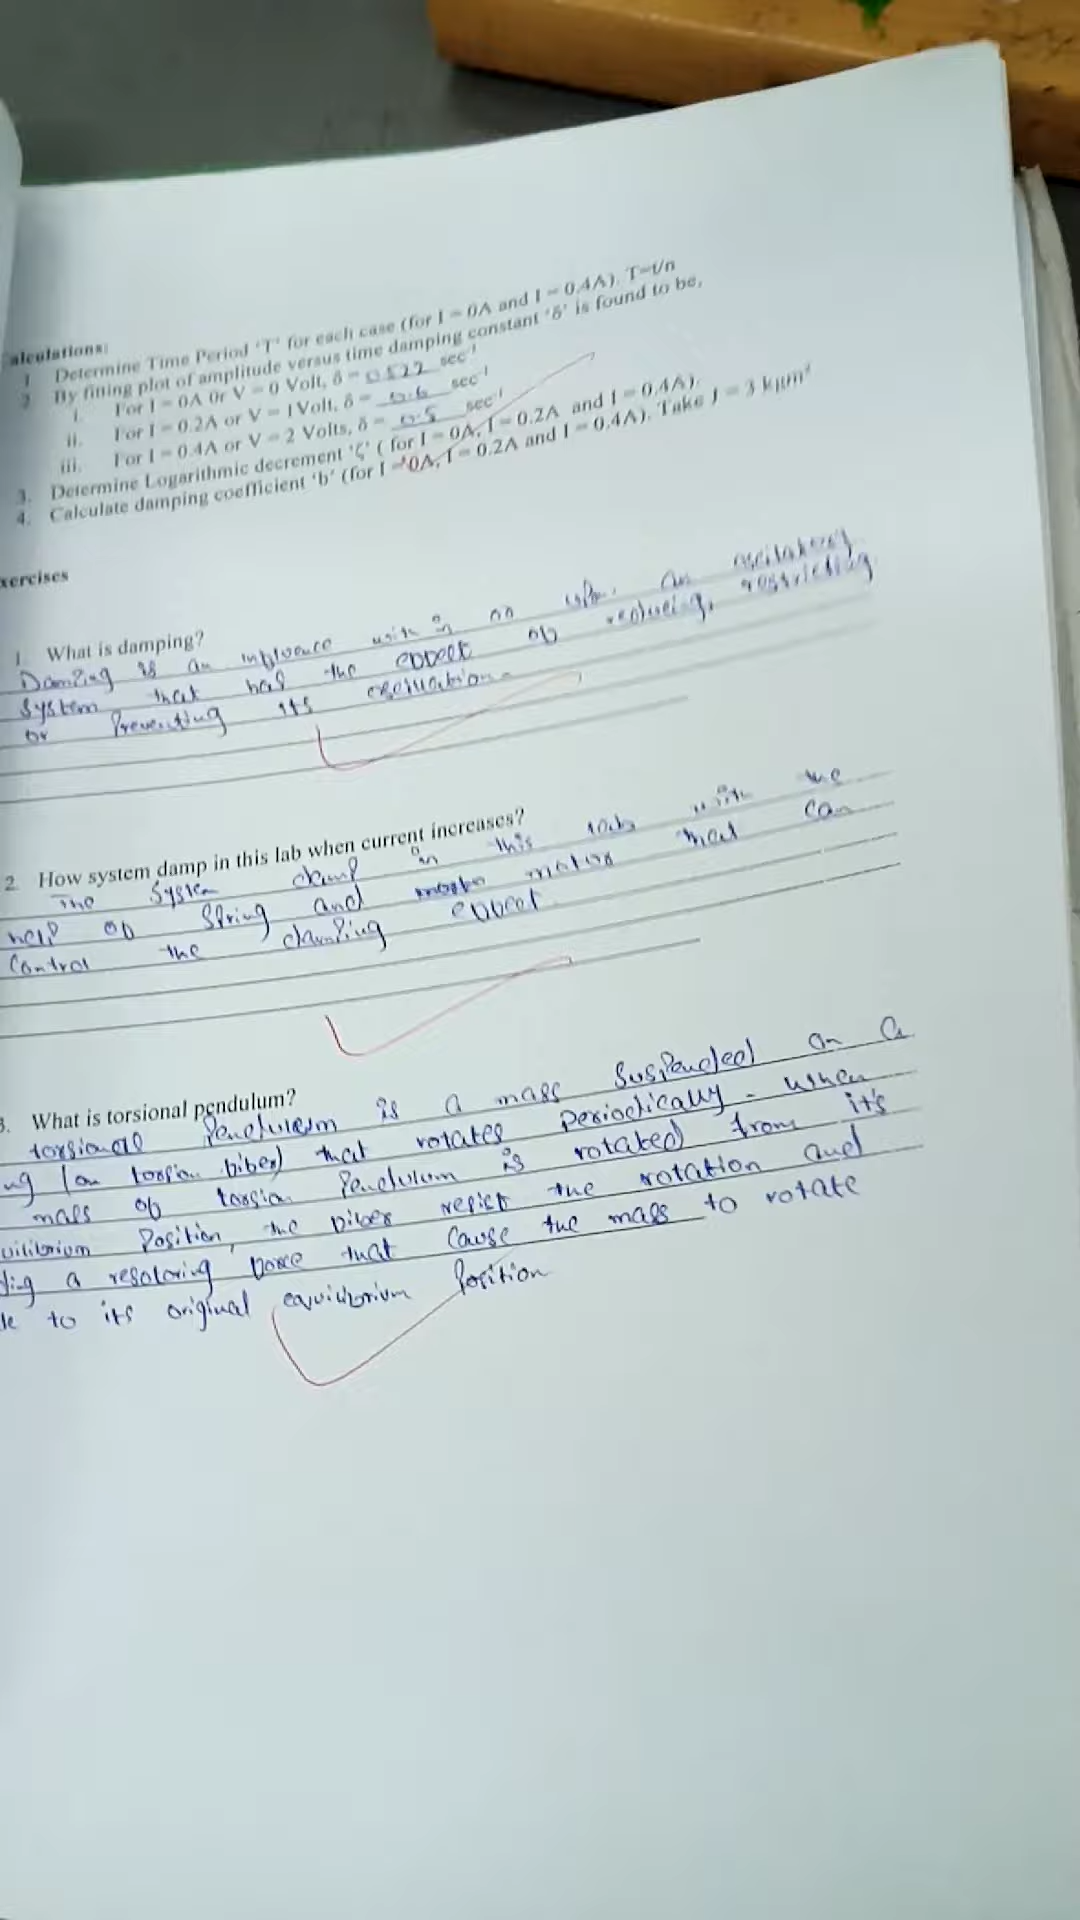 alculations:
1 Determine Time Period 'T' for each case (for I = 0A and I = 0.4A). T=t/n
2 By fitting plot of amplitude versus time damping constant 'δ' is found to be,
i. For I = 0A Or V = 0 Volt, δ = 0.522 sec⁻¹
ii. For I = 0.2A or V = 1Volt, δ = 0.6 sec⁻¹
iii. For I = 0.4A or V = 2 Volts, δ = 0.5 sec⁻¹
3. Determine Logarithmic decrement 'ζ' ( for I = 0A, I = 0.2A and I = 0.4A).
4. Calculate damping coefficient 'b' (for I = 0A, I = 0.2A and I = 0.4A). Take J = 3 kμm²
xercises
1 What is damping?
Damping is an influence with in on an oscilatory
system that has the effect of reducing, restricting
or Preventing its
2 How system damp in this lab when current increases?
The System damp in this lab with the
help of Spring and motor that can
Control the damping effect
3. What is torsional pendulum?
torsional Pendulum is a mass Suspended on a
ng (on torsion fiber) that rotates Periodically. when
mass of torsion Pendulum is rotated from it's
uilibrium Position, the fiber resist the rotation and
ding a force that Cause the mass to rotate
to its original equilibrium Position